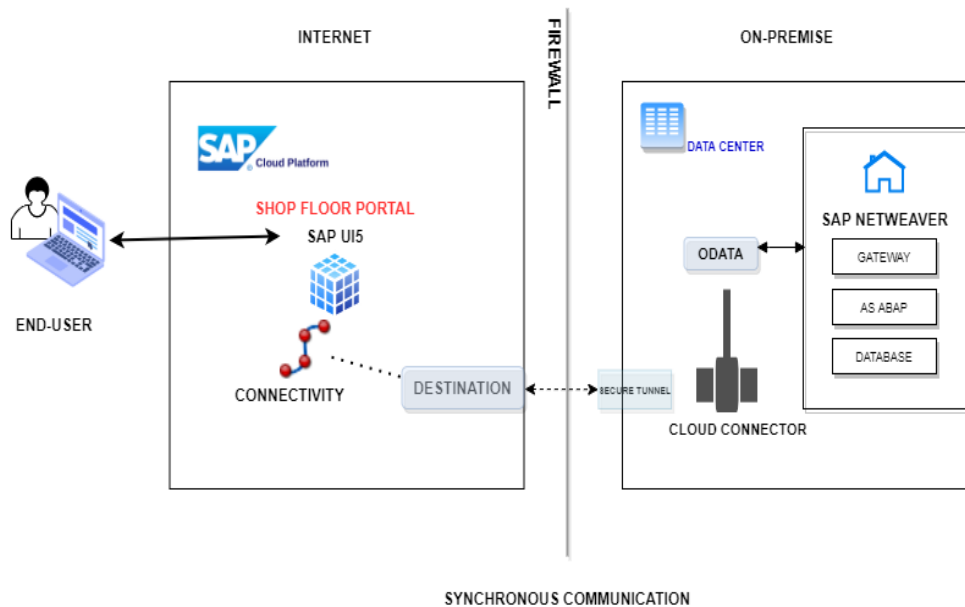 INTERNET
FIREWALL
ON-PREMISE
SAP
®
Cloud Platform
DATA CENTER
SHOP FLOOR PORTAL
SAP UI5
SAP NETWEAVER
ODATA
GATEWAY
AS ABAP
DATABASE
END-USER
CONNECTIVITY
DESTINATION
SECURE TUNNEL
CLOUD CONNECTOR
SYNCHRONOUS COMMUNICATION